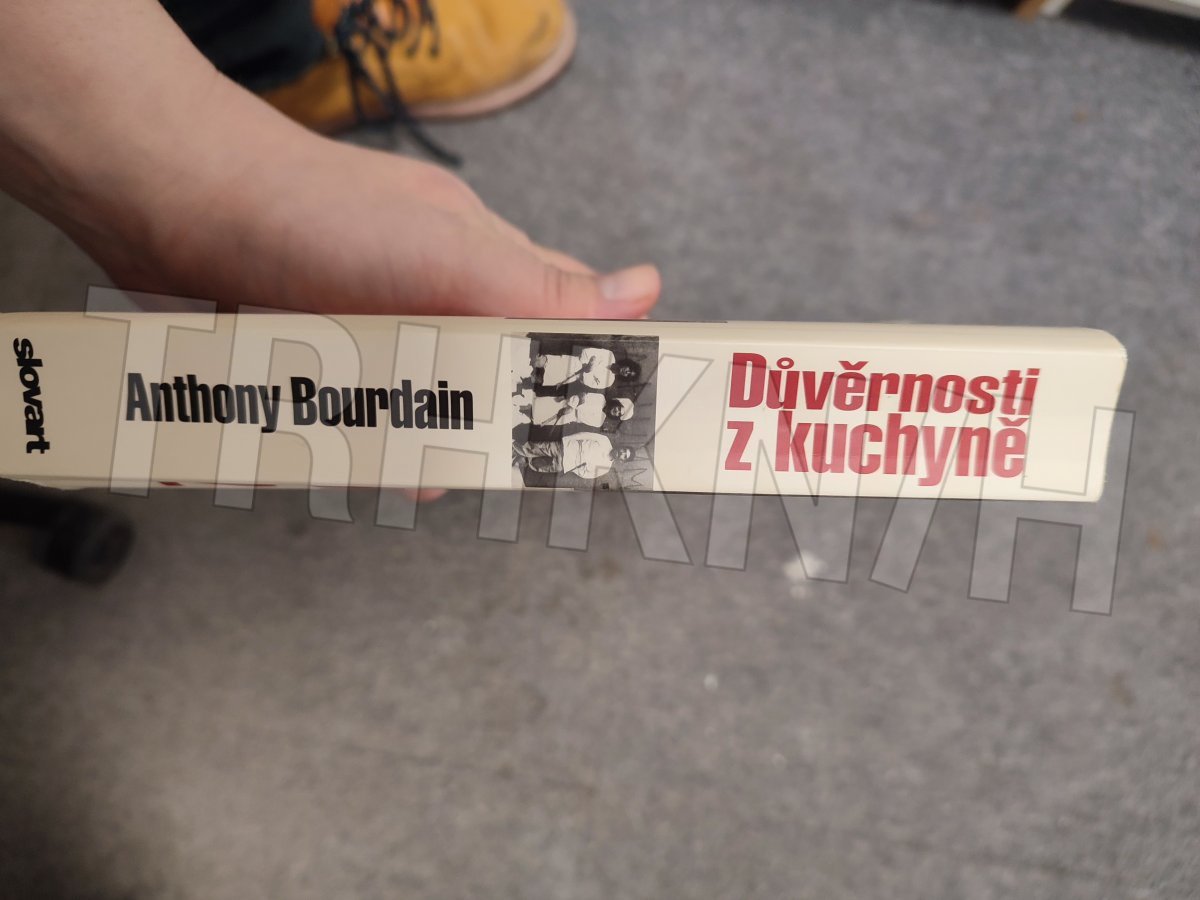 slovart
Anthony Bourdain
Důvěrnosti
z kuchyně
TRHKNIH